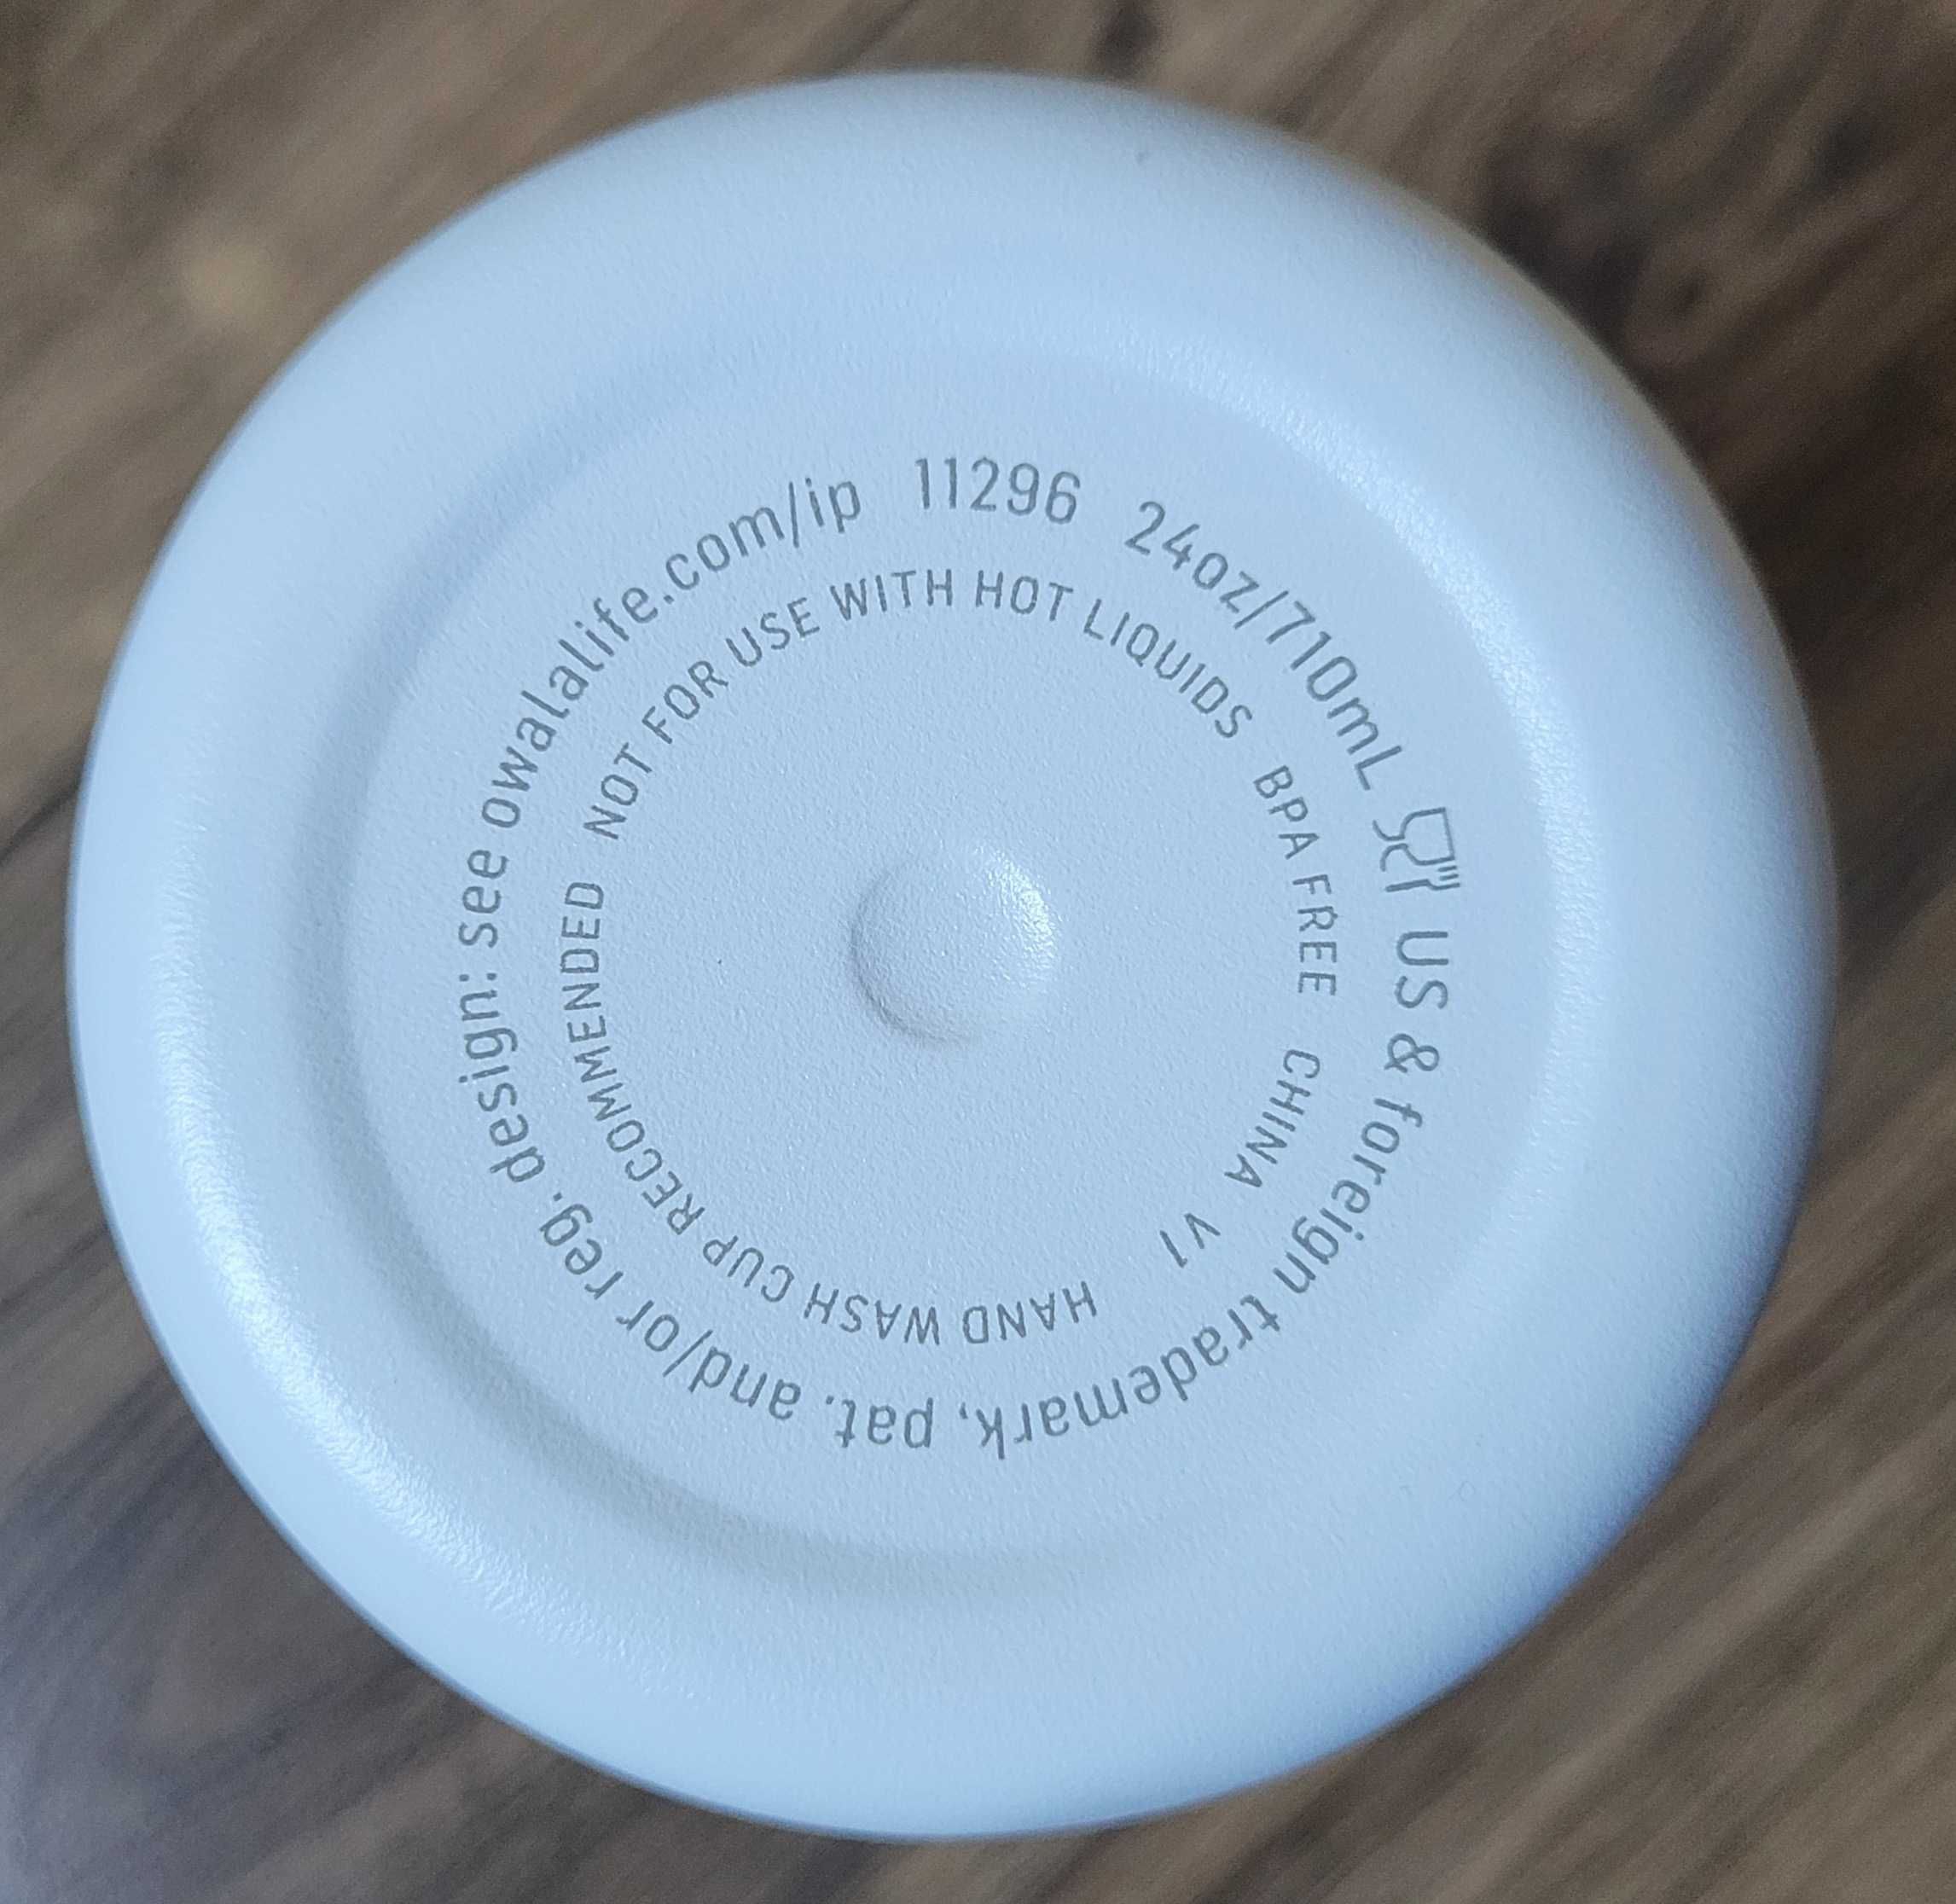 US & foreign trademark, pat. and/or reg. design: see owalalife.com/ip 11296 24oz/710mL
HAND WASH CUP RECOMMENDED NOT FOR USE WITH HOT LIQUIDS BPA FREE CHINA V1